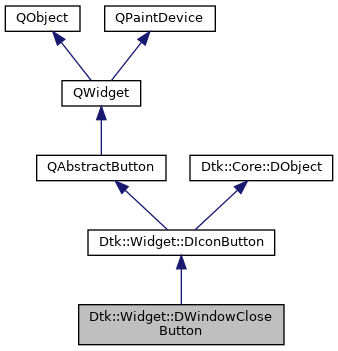 QObject
QPaintDevice
QWidget
QAbstractButton
Dtk::Core::DObject
Dtk::Widget::DIconButton
Dtk::Widget::DWindowClose
Button